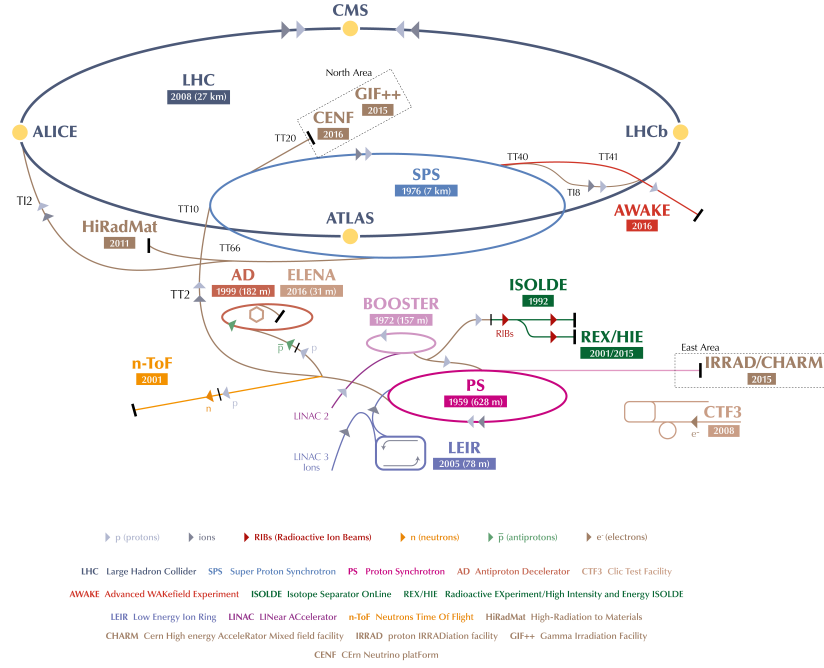 CMS
LHC
2008 (27 km)
North Area
GIF++
2015
CENF
2016
TT20
ALICE
LHCb
TT40
TT41
SPS
1976 (7 km)
TI8
TI2
TT10
ATLAS
AWAKE
2016
HiRadMat
2011
TT66
AD
1999 (182 m)
ELENA
2016 (31 m)
TT2
ISOLDE
1992
BOOSTER
1972 (157 m)
RIBs
REX/HIE
2001/2015
p̅
p
East Area
IRRAD/CHARM
2015
n-ToF
2001
PS
1959 (628 m)
n
p
LINAC 2
CTF3
2008
e-
LEIR
2005 (78 m)
LINAC 3
Ions
p (protons) ions RIBs (Radioactive Ion Beams) n (neutrons) p̅ (antiprotons) e- (electrons)
LHC Large Hadron Collider SPS Super Proton Synchrotron PS Proton Synchrotron AD Antiproton Decelerator CTF3 Clic Test Facility
AWAKE Advanced WAKefield Experiment ISOLDE Isotope Separator OnLine REX/HIE Radioactive EXperiment/High Intensity and Energy ISOLDE
LEIR Low Energy Ion Ring LINAC LINear ACcelerator n-ToF Neutrons Time Of Flight HiRadMat High-Radiation to Materials
CHARM Cern High energy AcceleRator Mixed field facility IRRAD proton IRRADiation facility GIF++ Gamma Irradiation Facility
CENF CErn Neutrino platForm